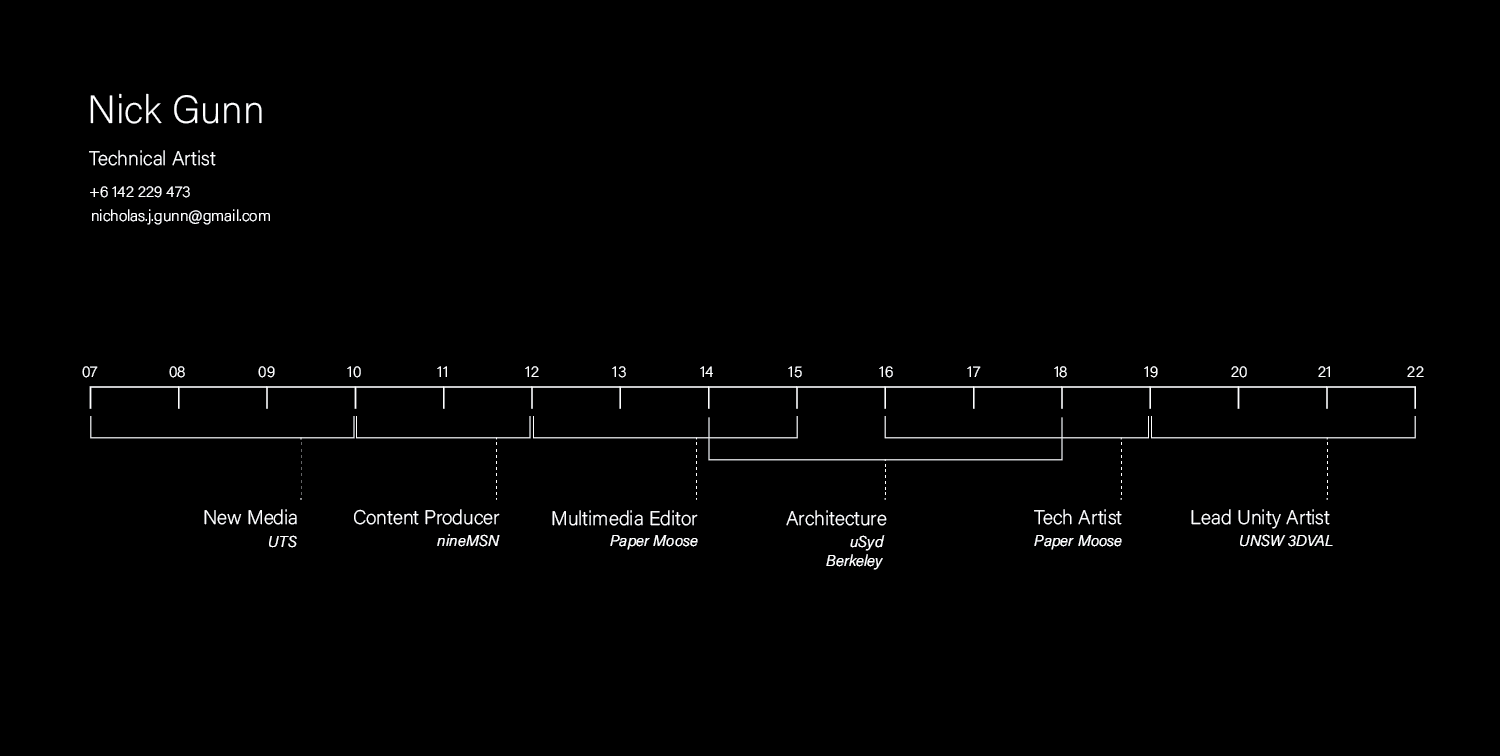 Nick Gunn
Technical Artist
+6 142 229 473
nicholas.j.gunn@gmail.com
07 08 09 10 11 12 13 14 15 16 17 18 19 20 21 22
New Media
UTS
Content Producer
nineMSN
Multimedia Editor
Paper Moose
Architecture
uSyd
Berkeley
Tech Artist
Paper Moose
Lead Unity Artist
UNSW 3DVAL